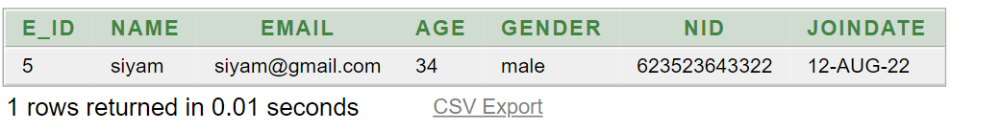 E_ID NAME EMAIL AGE GENDER NID JOINDATE
5 siyam siyam@gmail.com 34 male 623523643322 12-AUG-22
1 rows returned in 0.01 seconds CSV Export